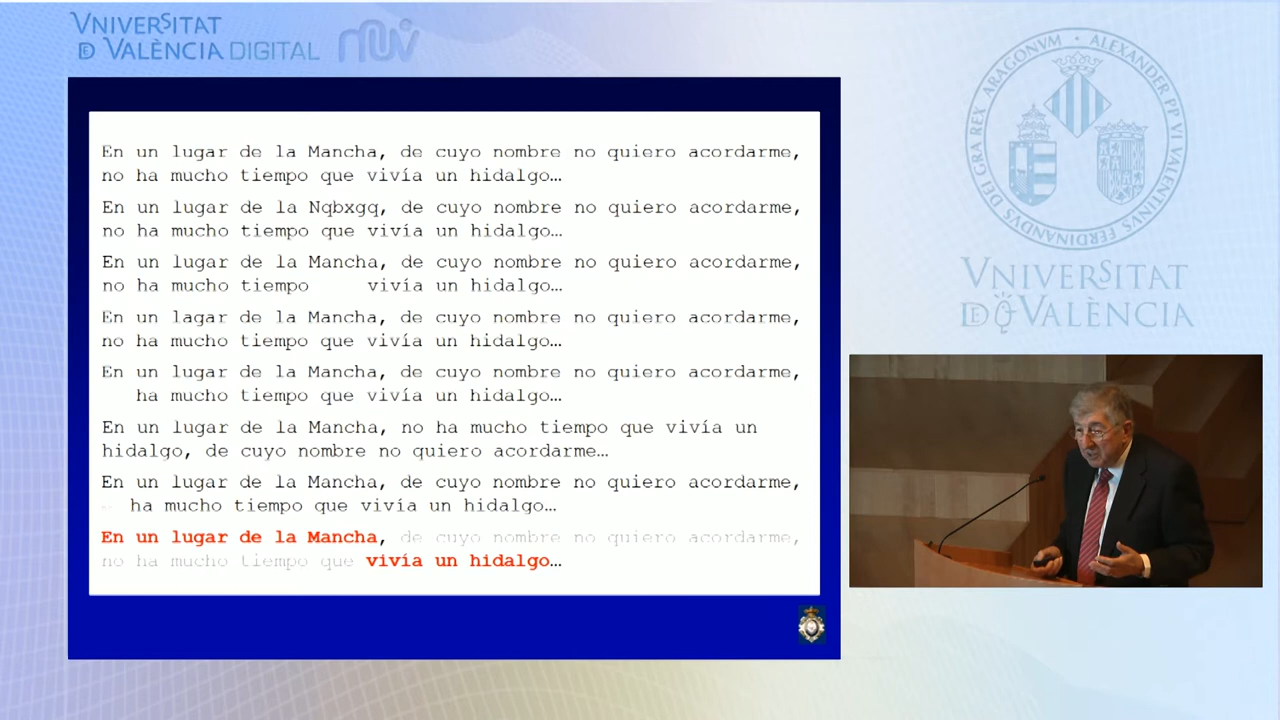 VNIVERSITAT
DE VALÈNCIA DIGITAL
nuv
En un lugar de la Mancha, de cuyo nombre no quiero acordarme,
no ha mucho tiempo que vivía un hidalgo…
En un lugar de la Nqbxgq, de cuyo nombre no quiero acordarme,
no ha mucho tiempo que vivía un hidalgo…
En un lugar de la Mancha, de cuyo nombre no quiero acordarme,
no ha mucho tiempo     vivía un hidalgo…
En un lagar de la Mancha, de cuyo nombre no quiero acordarme,
no ha mucho tiempo que vivía un hidalgo…
En un lugar de la Mancha, de cuyo nombre no quiero acordarme,
ha mucho tiempo que vivía un hidalgo…
En un lugar de la Mancha, no ha mucho tiempo que vivía un
hidalgo, de cuyo nombre no quiero acordarme…
En un lugar de la Mancha, de cuyo nombre no quiero acordarme,
ha mucho tiempo que vivía un hidalgo…
En un lugar de la Mancha, de cuyo nombre no quiero acordarme,
no ha mucho tiempo que vivía un hidalgo…
ALEXANDER PP VI VALENTINVS FERDINANDVS DEI GRA REX ARAGONVM
VNIVERSITAT
DE VALÈNCIA